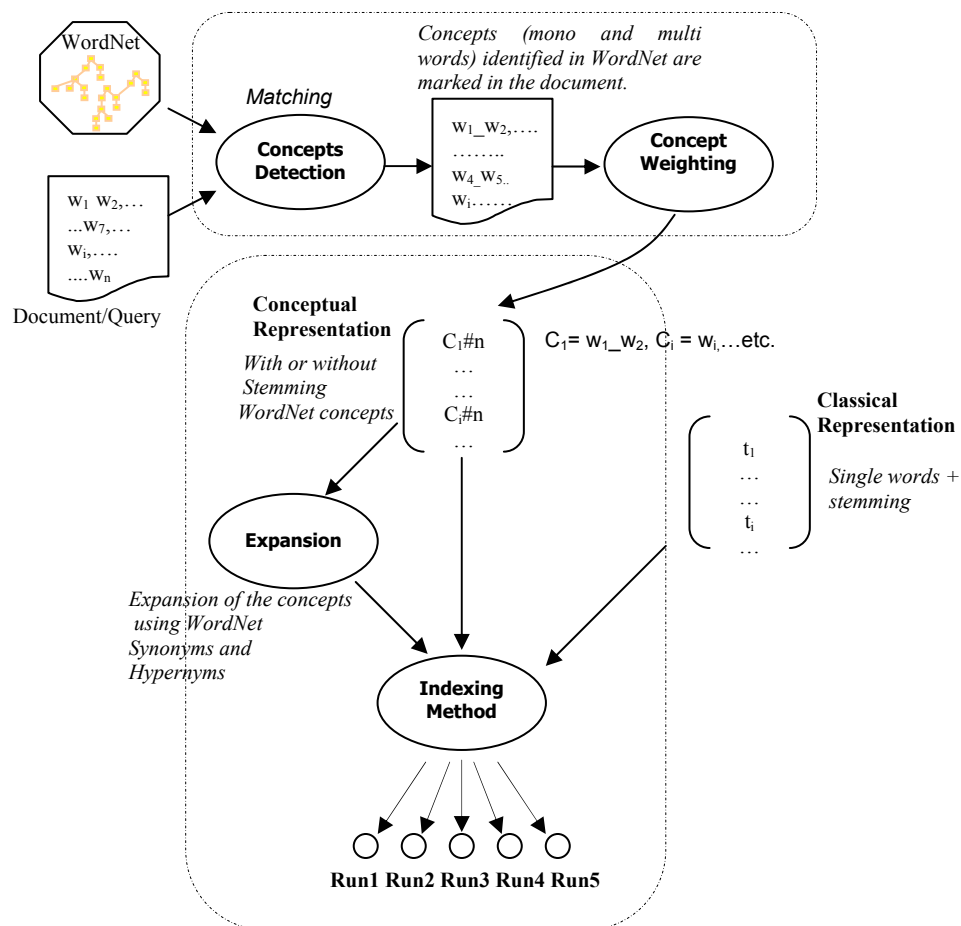 WordNet
Concepts (mono and multi
words) identified in WordNet are
marked in the document.
Matching
Concepts
Detection
w1_w2,….
……..
w4_w5..
wi……
Concept
Weighting
w1 w2,…
...w7,…
wi,….
....wn
Document/Query
Conceptual
Representation
With or without
Stemming
WordNet concepts
C1#n
…
…
Ci#n
…
C1= w1_w2, Ci = wi,…etc.
Classical
Representation
t1
…
…
ti
…
Single words +
stemming
Expansion
Expansion of the concepts
using WordNet
Synonyms and
Hypernyms
Indexing
Method
Run1 Run2 Run3 Run4 Run5